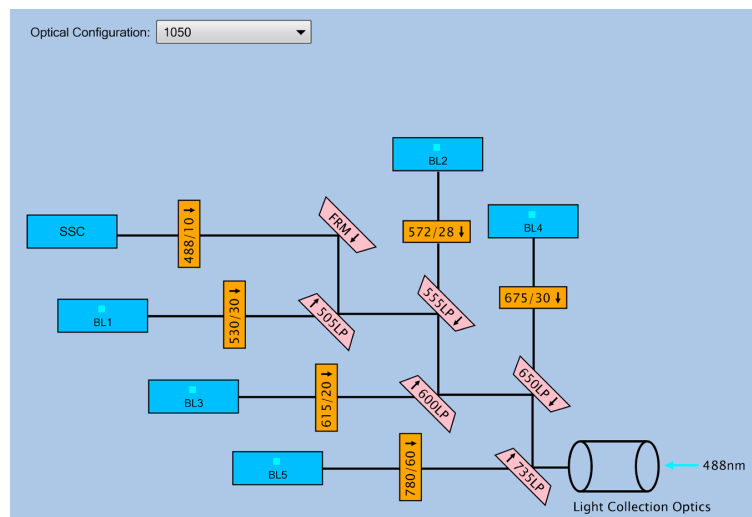 Optical Configuration: 1050
BL2
572/28 ↓
BL4
675/30 ↓
SSC
488/10 ↓
FRM ↓
555LP ↓
BL1
530/30 ↓
↑ 505LP
BL3
615/20 ↓
↑ 600LP
650LP ↓
BL5
780/60 ↓
↑ 735LP
488nm
Light Collection Optics